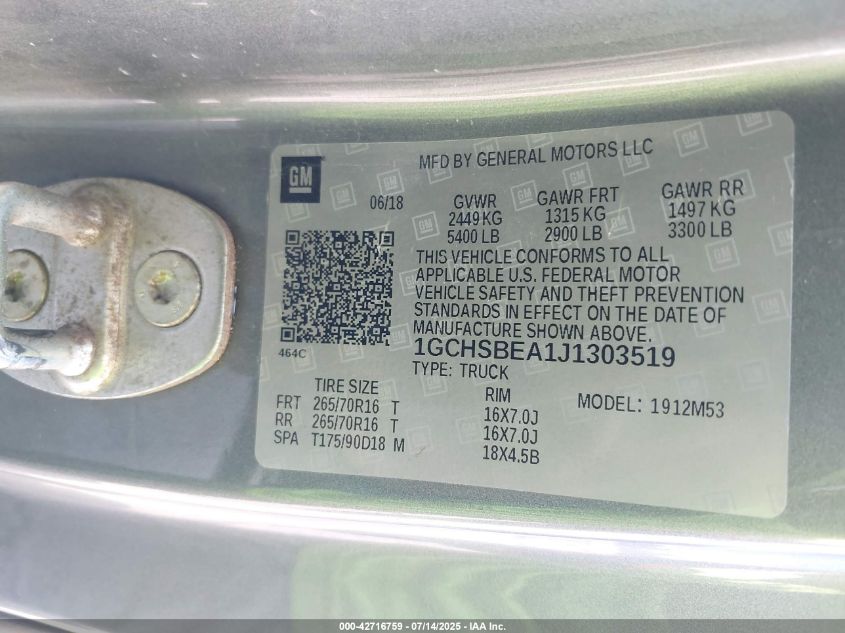 GM
MFD BY GENERAL MOTORS LLC
06/18
GVWR GAWR FRT GAWR RR
2449 KG 1315 KG 1497 KG
5400 LB 2900 LB 3300 LB
THIS VEHICLE CONFORMS TO ALL
APPLICABLE U.S. FEDERAL MOTOR
VEHICLE SAFETY AND THEFT PREVENTION
STANDARDS IN EFFECT ON THE DATE OF
MANUFACTURE SHOWN ABOVE.
464C
1GCHSBEA1J1303519
TYPE: TRUCK
TIRE SIZE RIM
FRT 265/70R16 T 16X7.0J
RR 265/70R16 T 16X7.0J
SPA T175/90D18 M 18X4.5B
MODEL: 1912M53
000-42716759 - 07/14/2025 - IAA Inc.